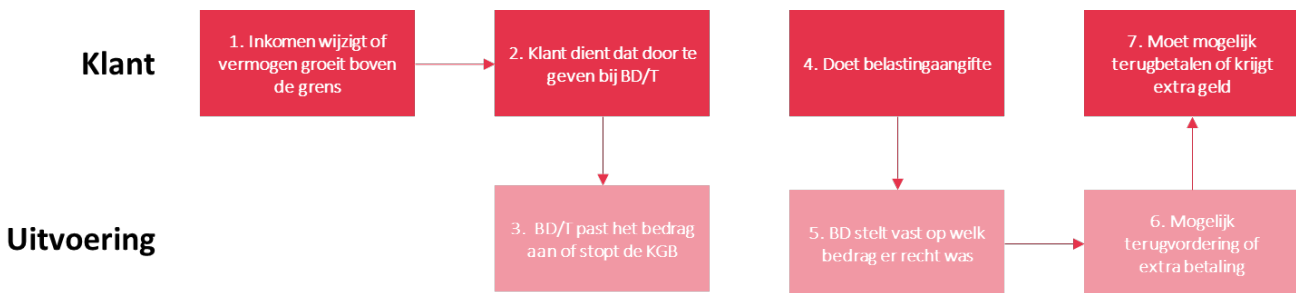 Klant
1. Inkomen wijzigt of
vermogen groeit boven
de grens
2. Klant dient dat door te
geven bij BD/T
4. Doet belastingaangifte
7. Moet mogelijk
terugbetalen of krijgt
extra geld
Uitvoering
3. BD/T past het bedrag
aan of stopt de KGB
5. BD stelt vast op welk
bedrag er recht was
6. Mogelijk
terugvordering of
extra betaling